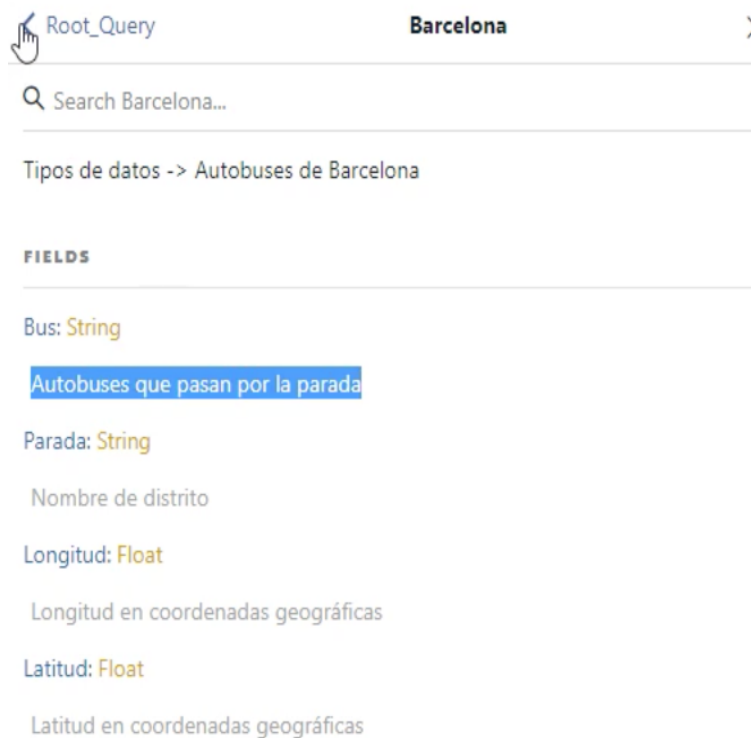 Root_Query
Barcelona
Search Barcelona...
Tipos de datos -> Autobuses de Barcelona
FIELDS
Bus: String
Autobuses que pasan por la parada
Parada: String
Nombre de distrito
Longitud: Float
Longitud en coordenadas geográficas
Latitud: Float
Latitud en coordenadas geográficas